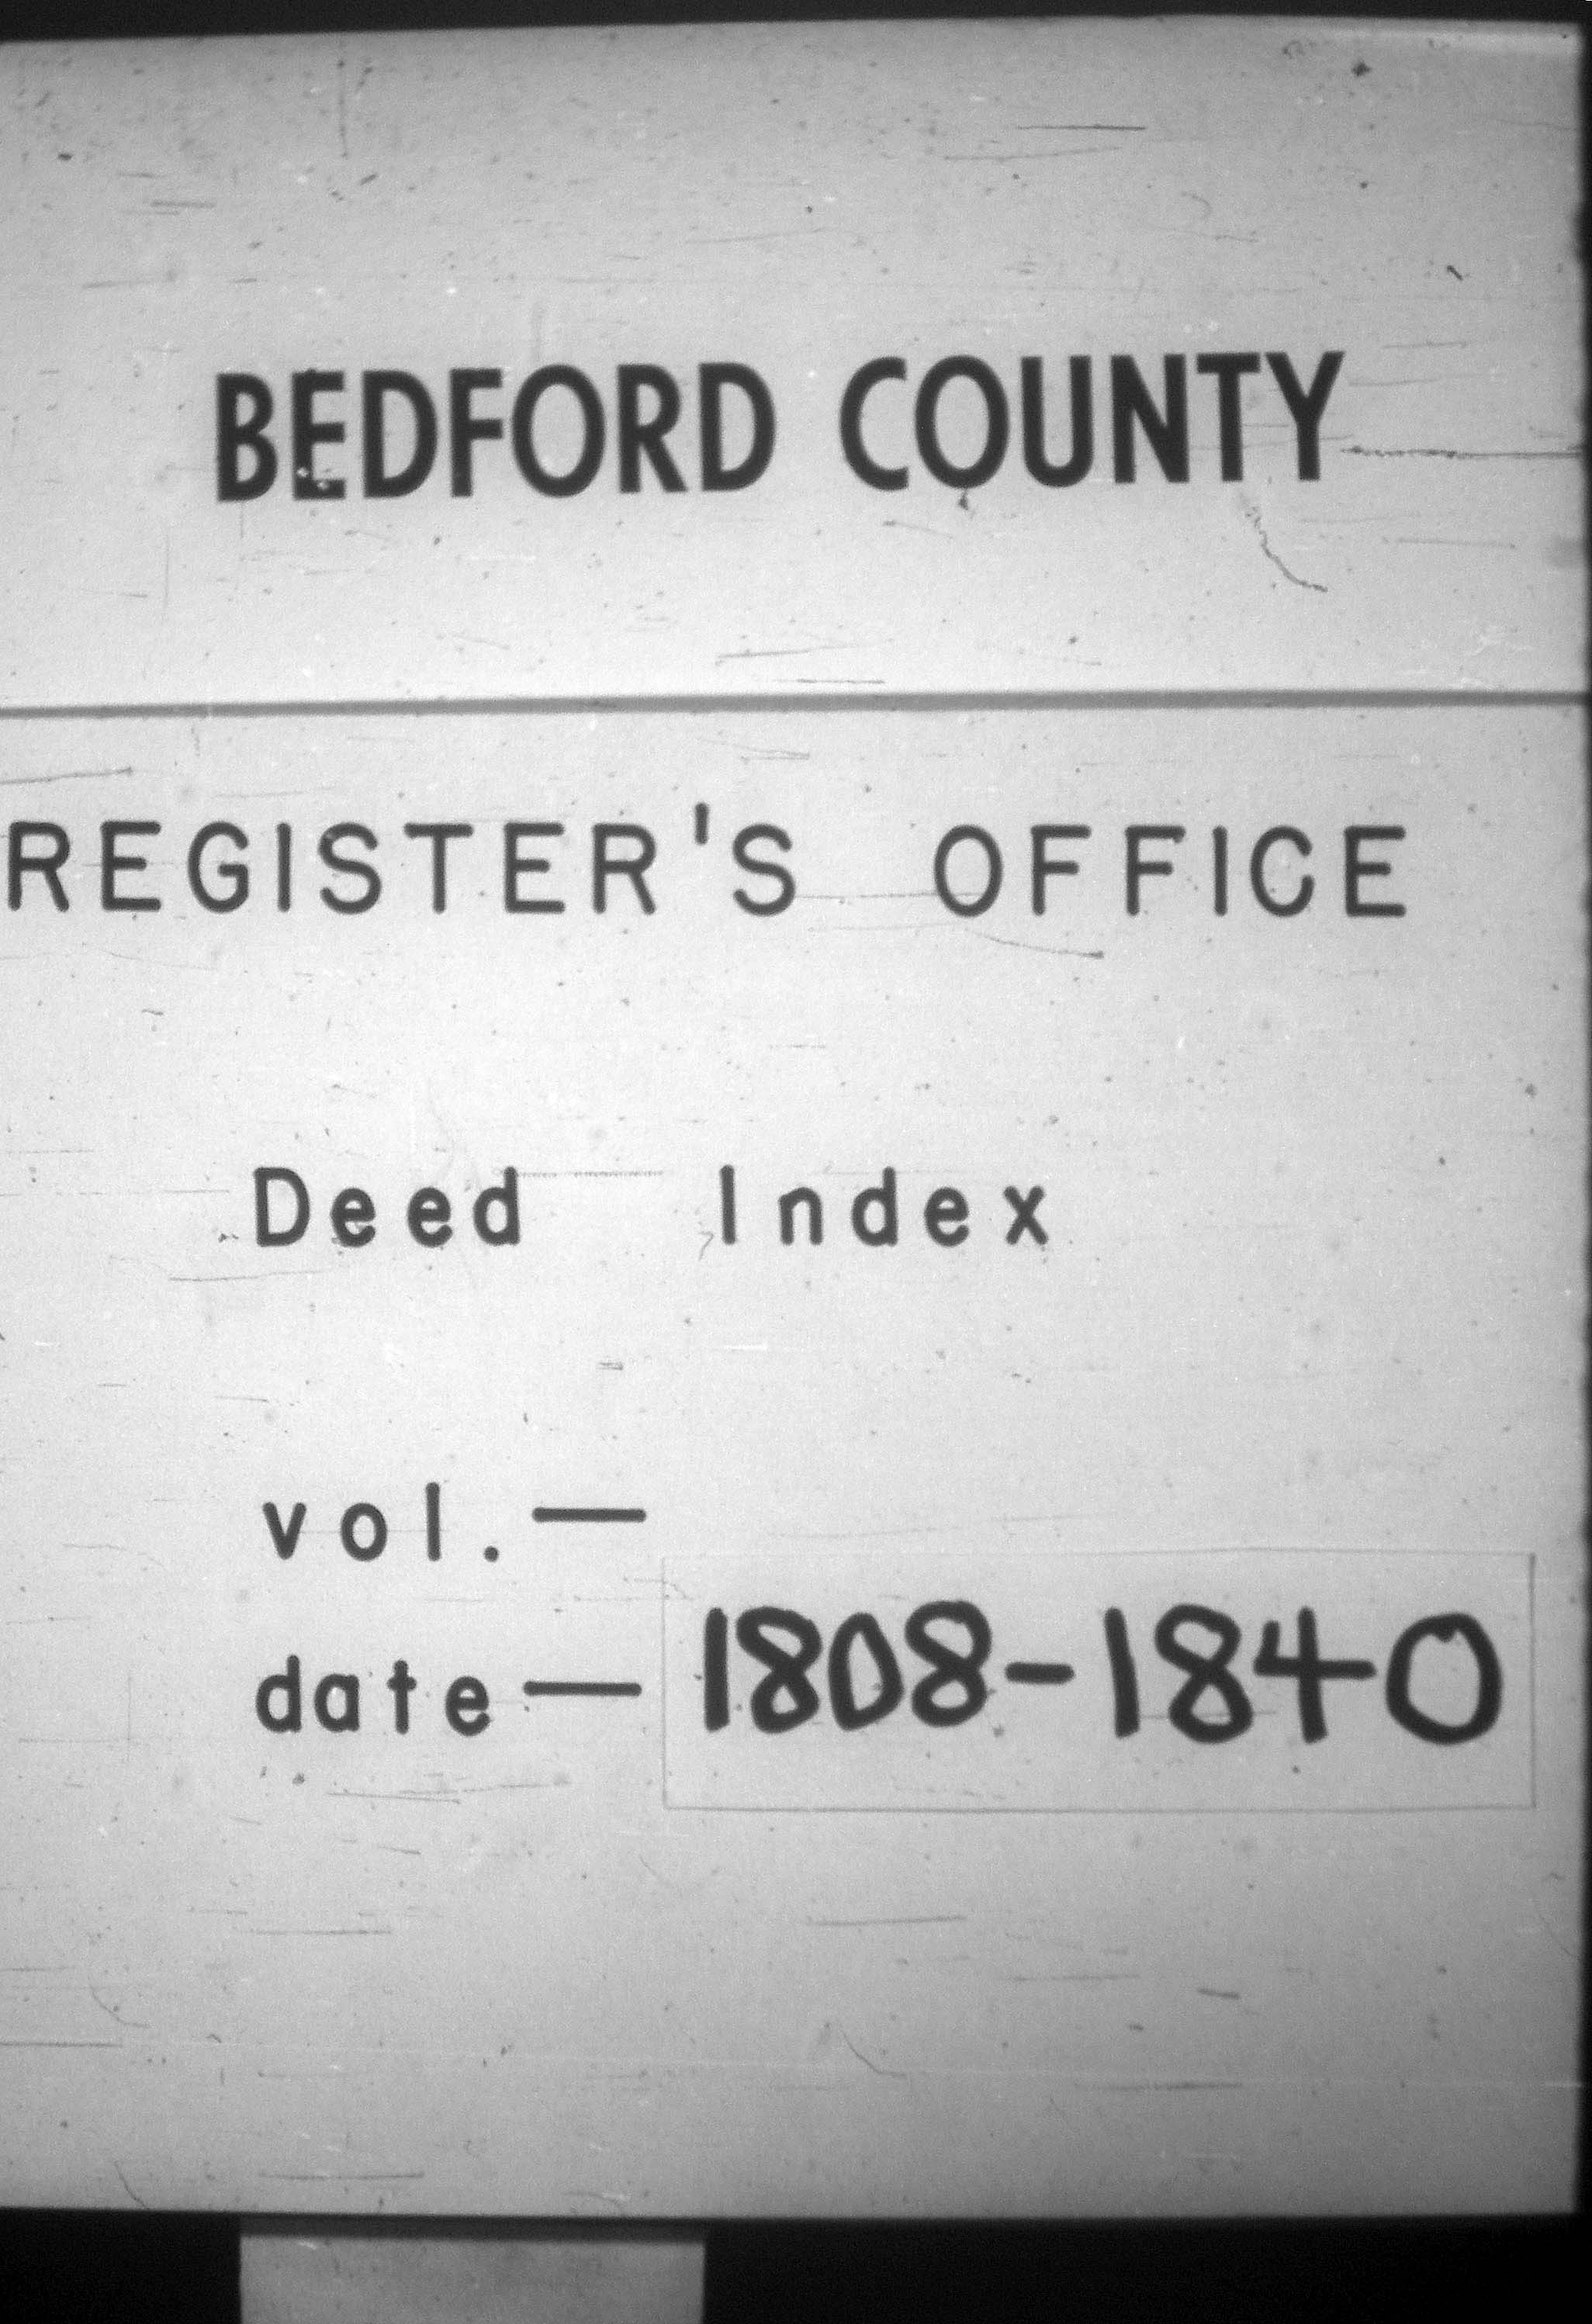 BEDFORD COUNTY
REGISTER'S OFFICE
Deed Index
vol.—
date— 1808-1840